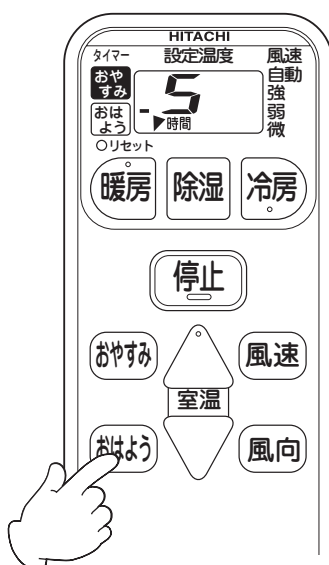 HITACHI
タイマー 設定温度 風速
おや
すみ
おは
よう
-.5
時間
自動
強
弱
微
リセット
暖房 除湿 冷房
停止
おやすみ 風速
室温
おはよう 風向